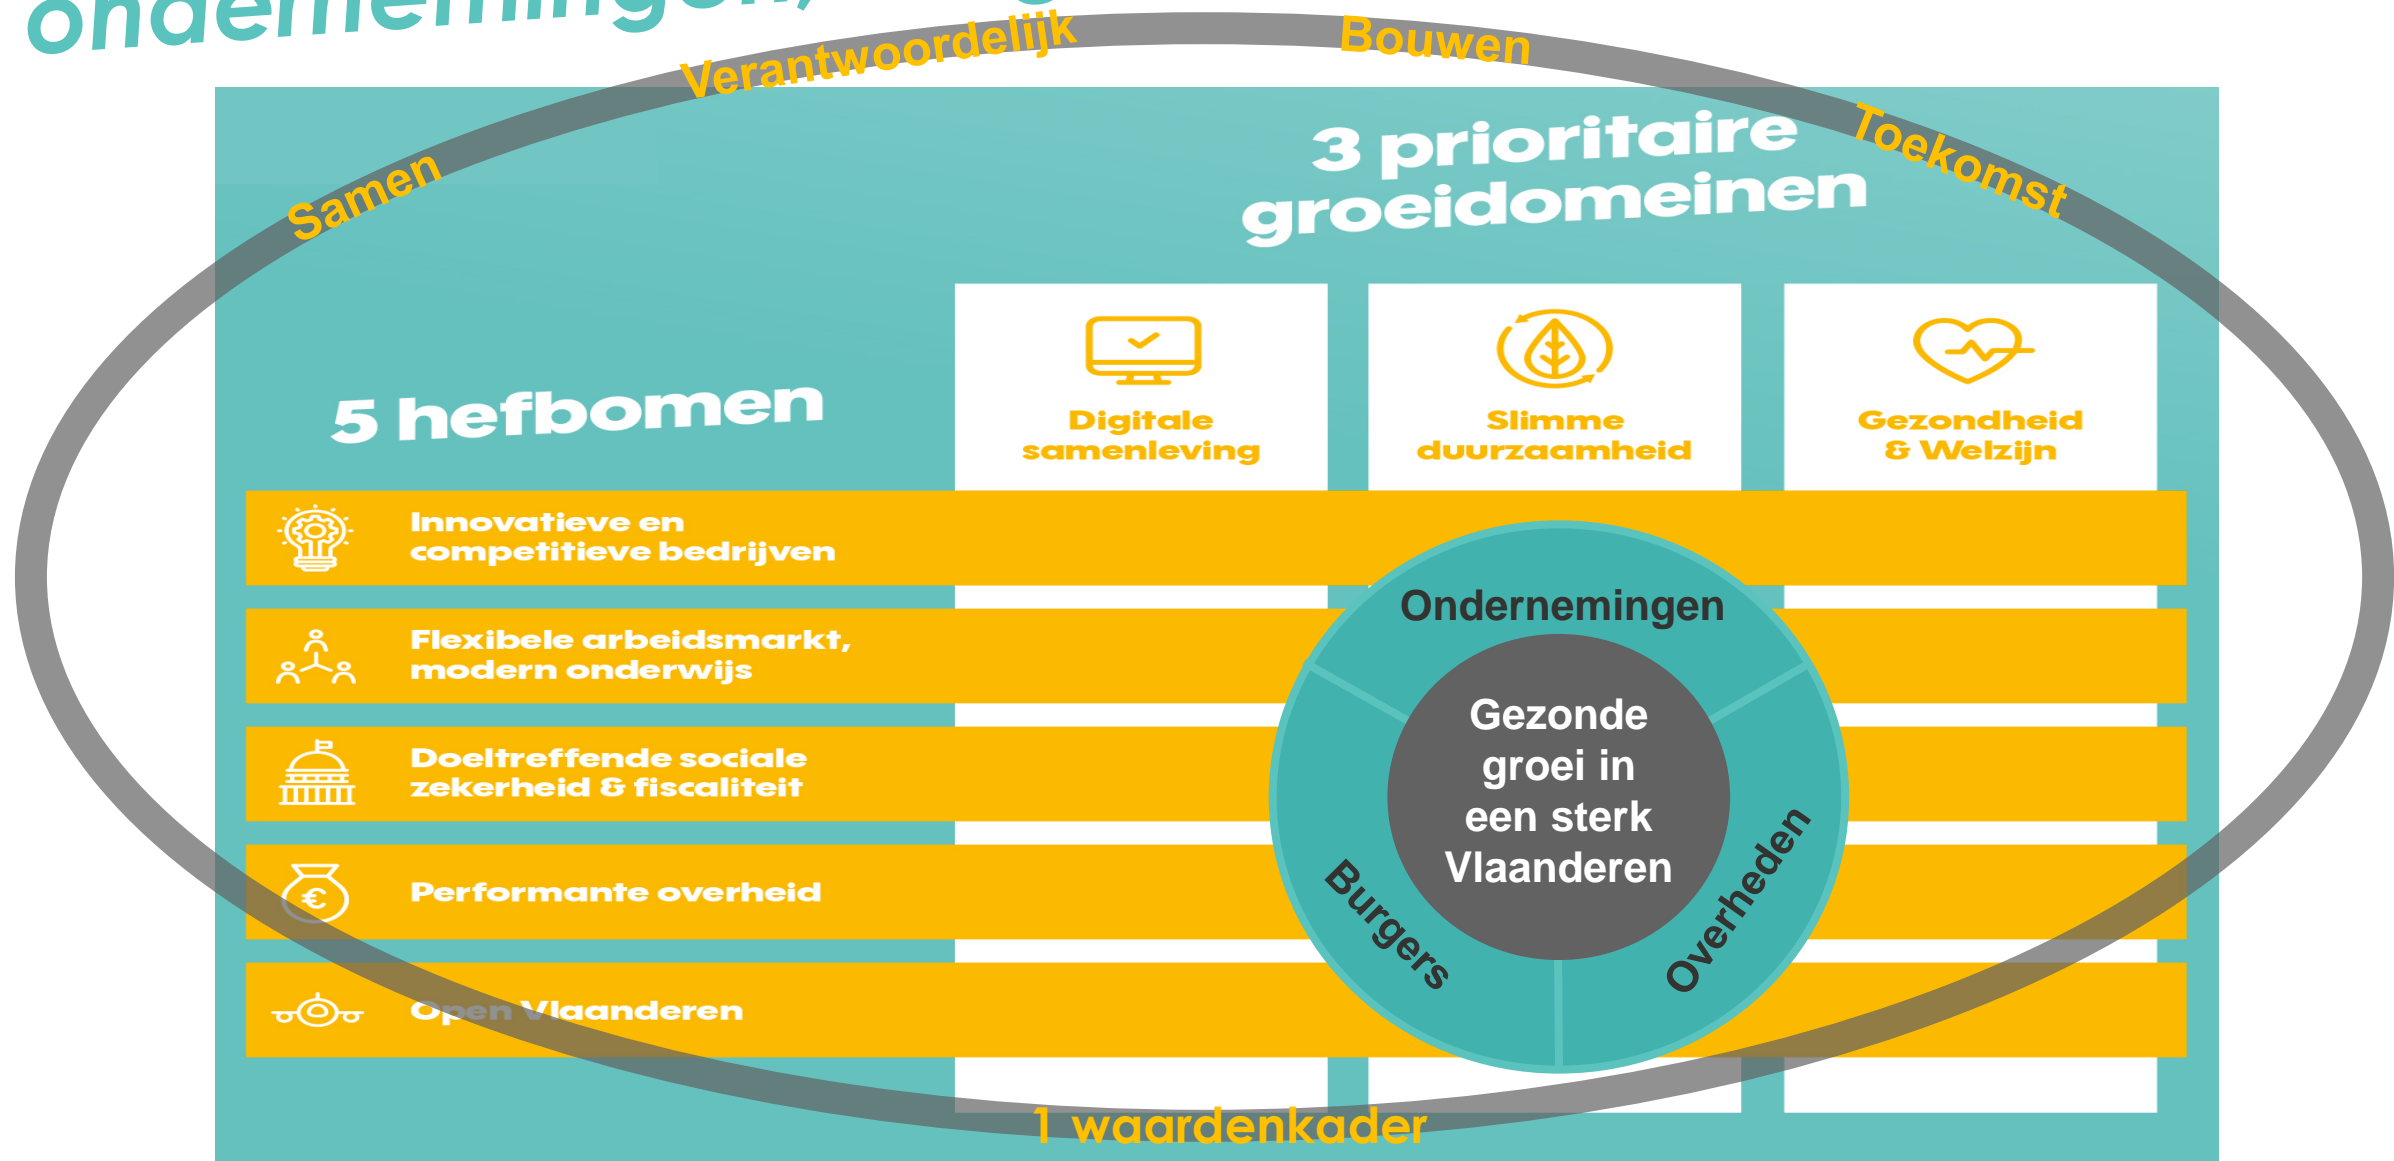 ondernemingen,
Verantwoordelijk
Bouwen
Samen
Toekomst
3 prioritaire
groeidomeinen
5 hefbomen
Digitale
samenleving
Slimme
duurzaamheid
Gezondheid
& Welzijn
Innovatieve en
competitieve bedrijven
Flexibele arbeidsmarkt,
modern onderwijs
Doeltreffende sociale
zekerheid & fiscaliteit
€
Performante overheid
Open Vlaanderen
Ondernemingen
Gezonde
groei in
een sterk
Vlaanderen
Burgers
Overheden
1 waardenkader